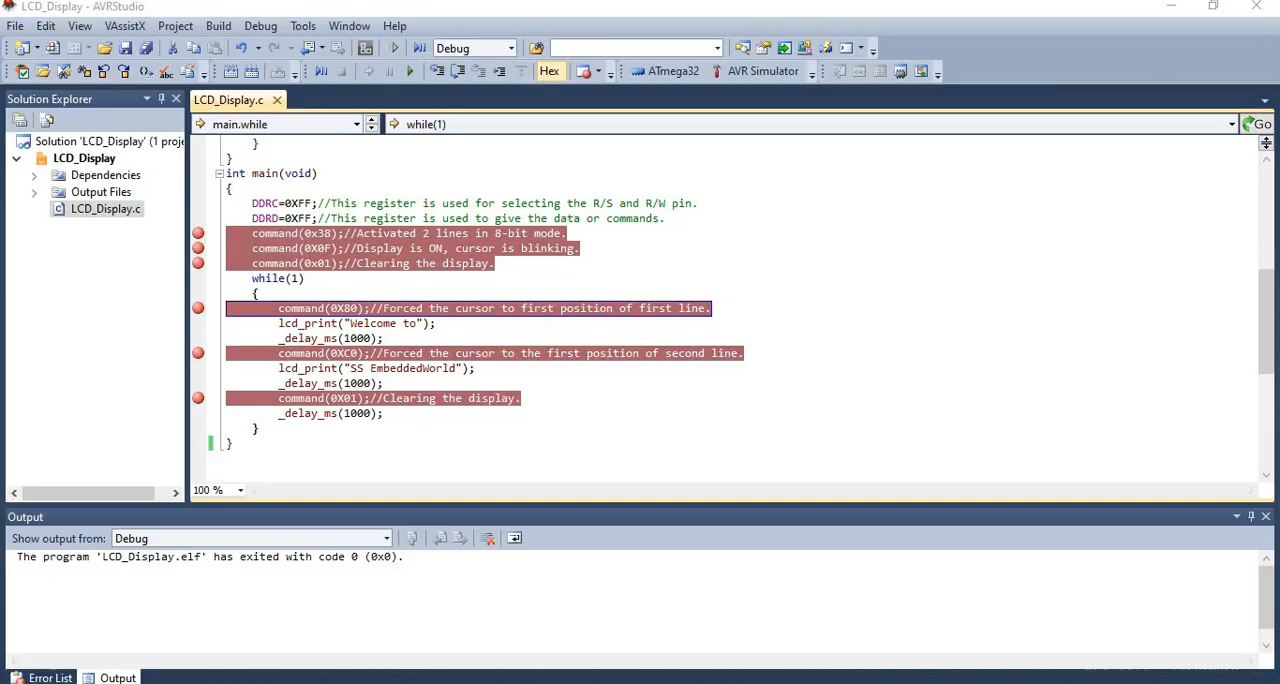 LCD_Display - AVRStudio
File Edit View VAssistX Project Build Debug Tools Window Help
Debug
Hex ATmega32 AVR Simulator
Solution Explorer
LCD_Display.c
main.while while(1) Go
Solution 'LCD_Display' (1 proje
LCD_Display
Dependencies
Output Files
LCD_Display.c
}
}
int main(void)
{
DDRC=0XFF;//This register is used for selecting the R/S and R/W pin.
DDRD=0XFF;//This register is used to give the data or commands.
command(0x38);//Activated 2 lines in 8-bit mode.
command(0X0F);//Display is ON, cursor is blinking.
command(0x01);//Clearing the display.
while(1)
{
command(0X80);//Forced the cursor to first position of first line.
lcd_print("Welcome to");
_delay_ms(1000);
command(0XC0);//Forced the cursor to the first position of second line.
lcd_print("SS EmbeddedWorld");
_delay_ms(1000);
command(0X01);//Clearing the display.
_delay_ms(1000);
}
}
100 %
Output
Show output from: Debug
The program 'LCD_Display.elf' has exited with code 0 (0x0).
Error List Output